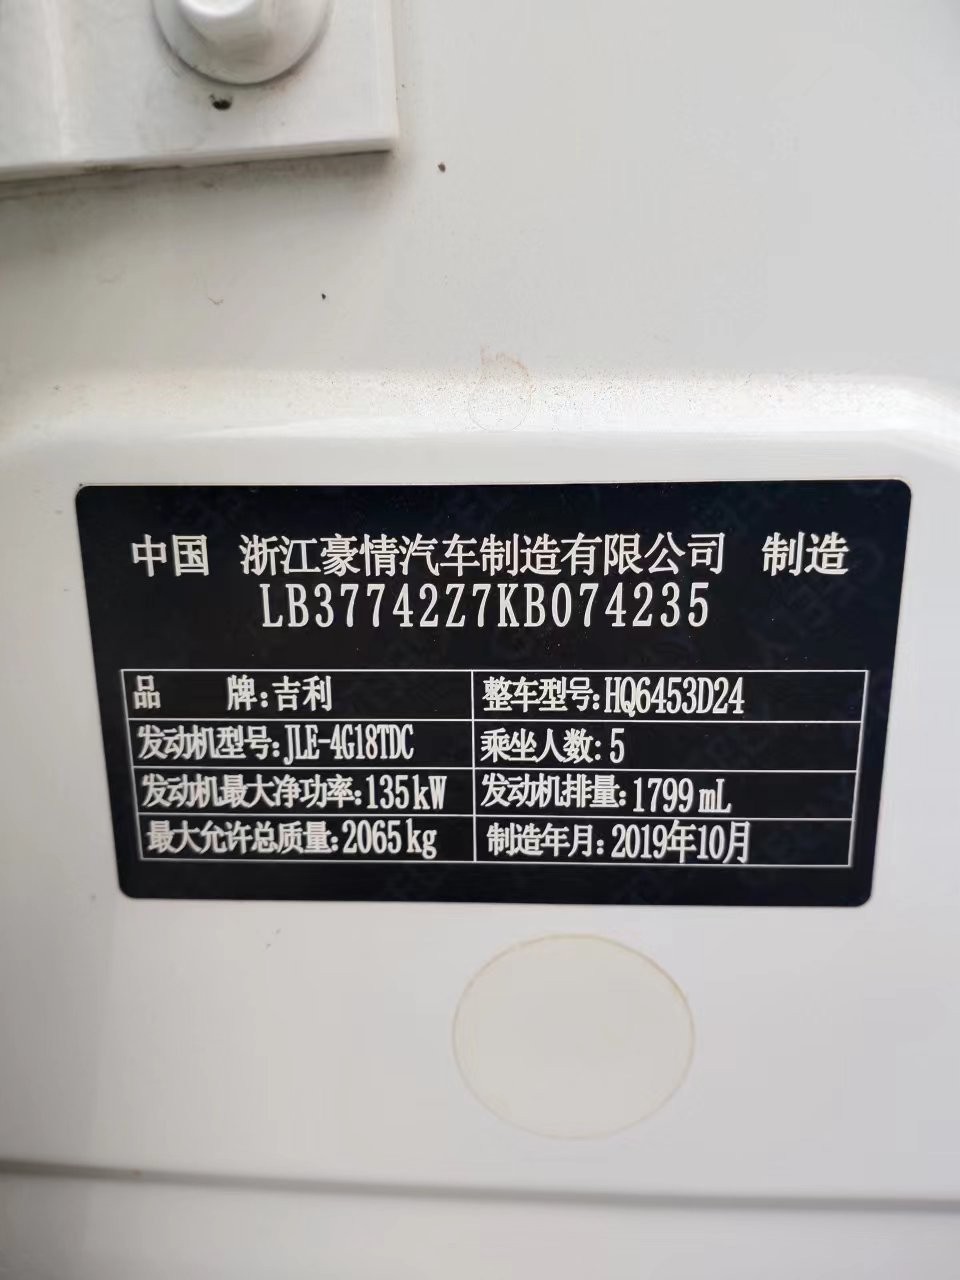 中国 浙江豪情汽车制造有限公司 制造
LB37742Z7KB074235
品 牌:吉利 整车型号:HQ6453D24
发动机型号:JLE-4G18TDC 乘坐人数:5
发动机最大净功率:135kW 发动机排量:1799mL
最大允许总质量:2065kg 制造年月:2019年10月